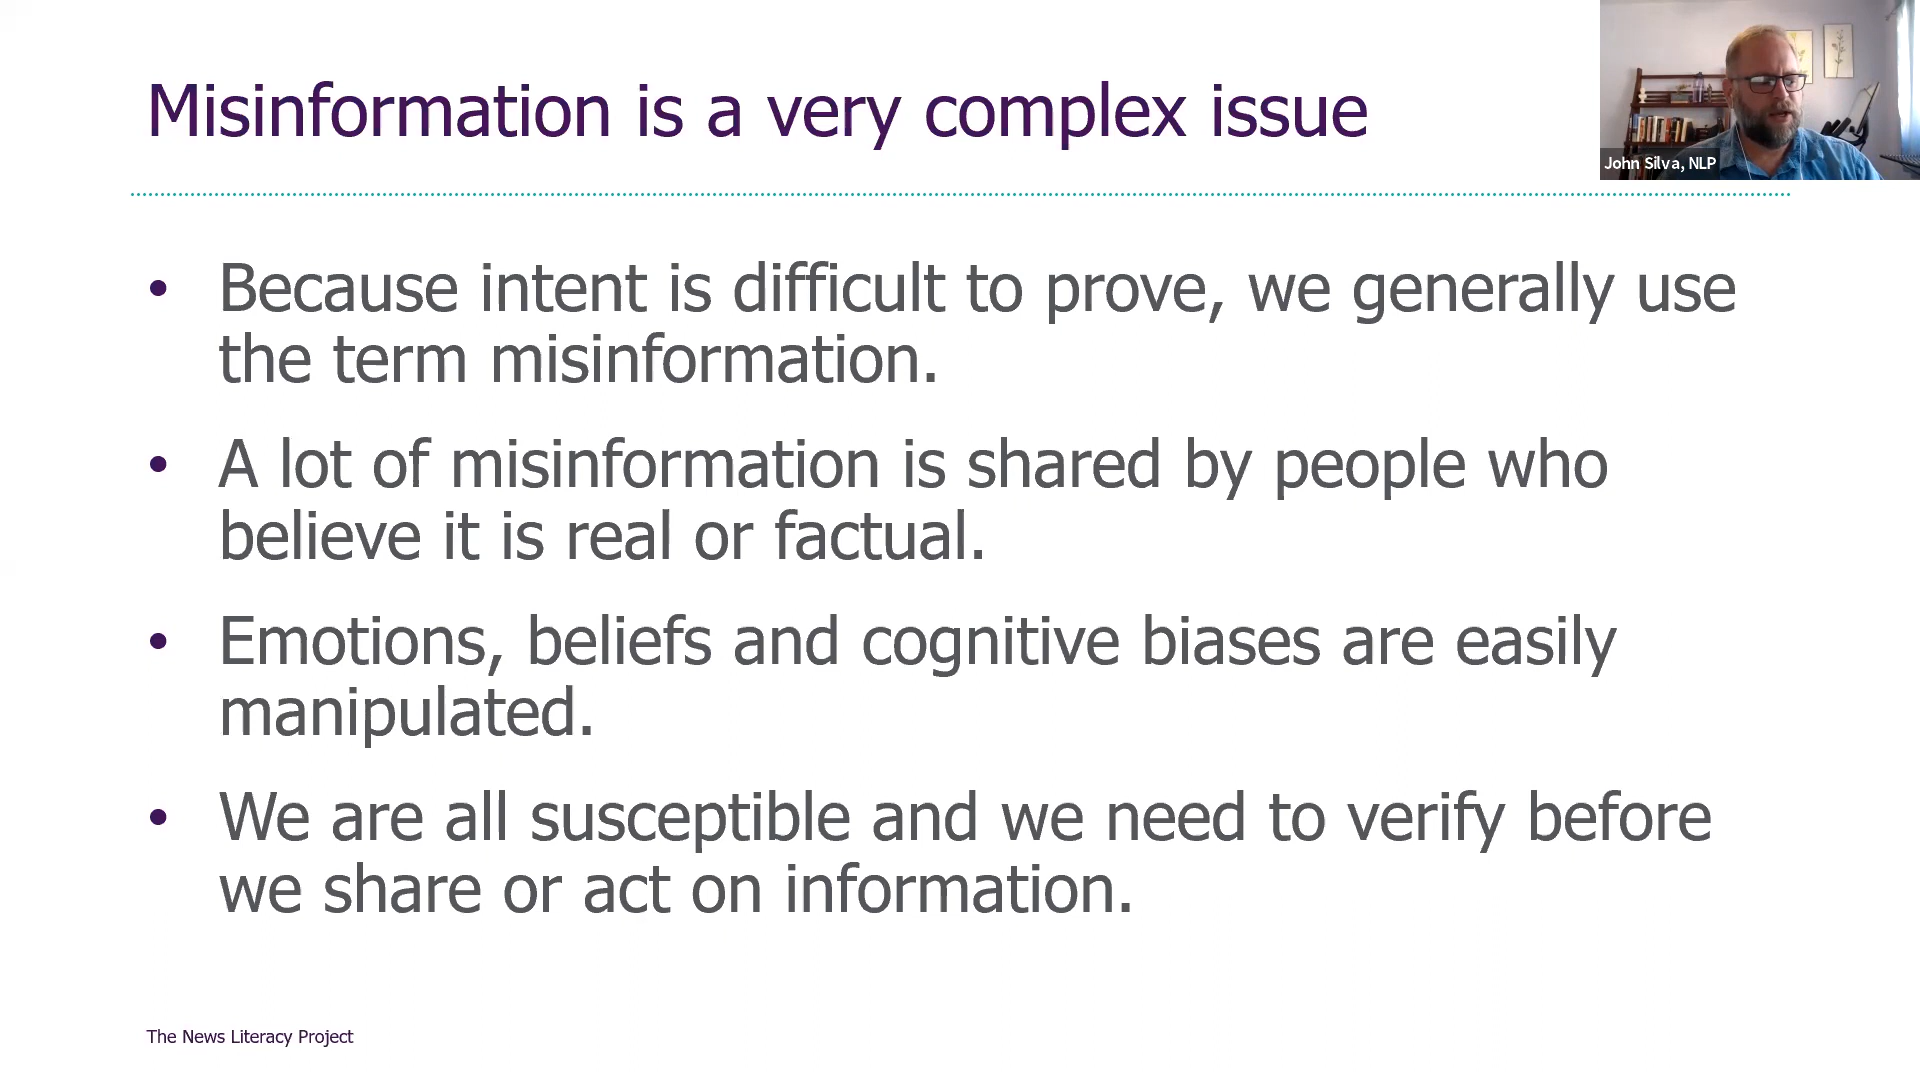 Misinformation is a very complex issue
John Silva, NLP
• Because intent is difficult to prove, we generally use
the term misinformation.
• A lot of misinformation is shared by people who
believe it is real or factual.
• Emotions, beliefs and cognitive biases are easily
manipulated.
• We are all susceptible and we need to verify before
we share or act on information.
The News Literacy Project